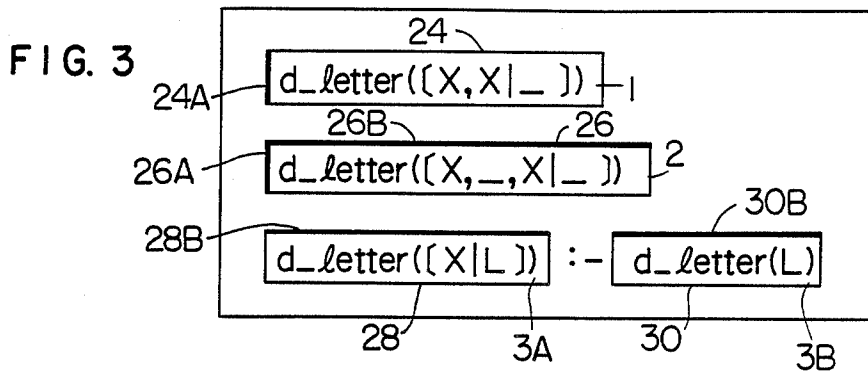 FIG. 3
24
24A
d_letter([X,X|_])
1
26B
26
26A
d_letter([X,_,X|_])
2
28B
30B
d_letter([X|L]) :- d_letter(L)
28
3A
30
3B